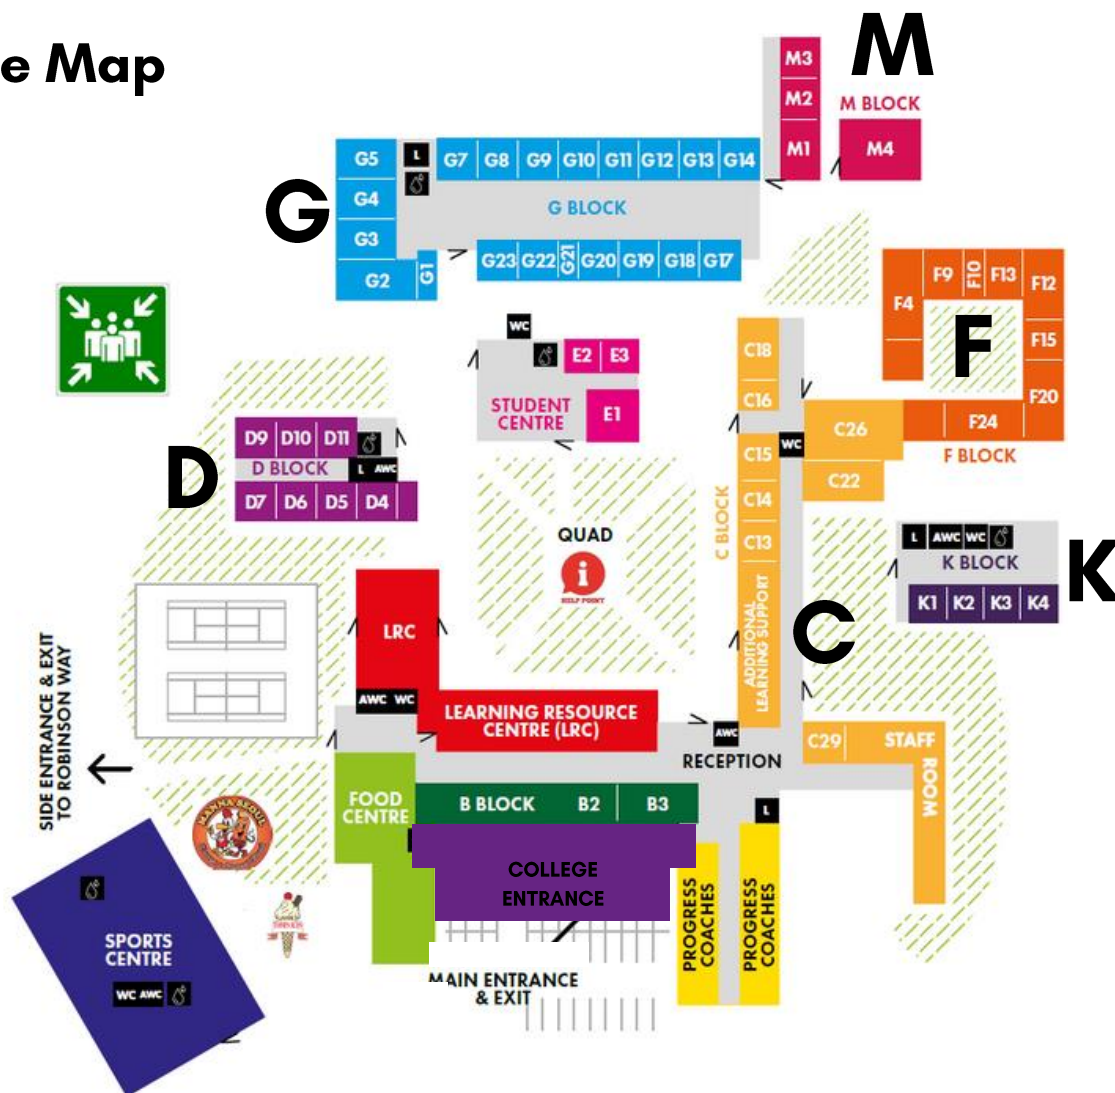 e Map
M
M3
M2
M1
M BLOCK
M4
G
G5
G4
G3
G2
G1
L
G7 G8 G9 G10 G11 G12 G13 G14
G BLOCK
G23 G22 G21 G20 G19 G18 G17
F
F4
F9 F10 F13 F12
F15
F20
F24
F BLOCK
WC
E2 E3
E1
STUDENT
CENTRE
D
D9 D10 D11
D BLOCK
L AWC
D7 D6 D5 D4
C18
C16
C15
WC
C14
C13
C26
C22
C BLOCK
ADDITIONAL
LEARNING SUPPORT
C
K
L AWC WC
K BLOCK
K1 K2 K3 K4
QUAD
i
HELP POINT
LRC
AWC WC
LEARNING RESOURCE
CENTRE (LRC)
AWC
RECEPTION
C29
STAFF
ROOM
SIDE ENTRANCE & EXIT
TO ROBINSON WAY
FOOD
CENTRE
B BLOCK B2 B3
L
COLLEGE
ENTRANCE
PROGRESS
COACHES
PROGRESS
COACHES
MANNA SEOUL
SPORTS
CENTRE
WC AWC
MAIN ENTRANCE
& EXIT